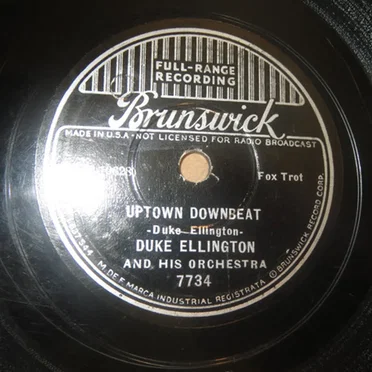 FULL-RANGE
RECORDING
Brunswick
MADE IN U.S.A • NOT LICENSED FOR RADIO BROADCAST
Fox Trot
UPTOWN DOWNBEAT
-Duke Ellington-
DUKE ELLINGTON
AND HIS ORCHESTRA
7734
M. DE F. MARCA INDUSTRIAL REGISTRATA
© BRUNSWICK RECORD CORP.